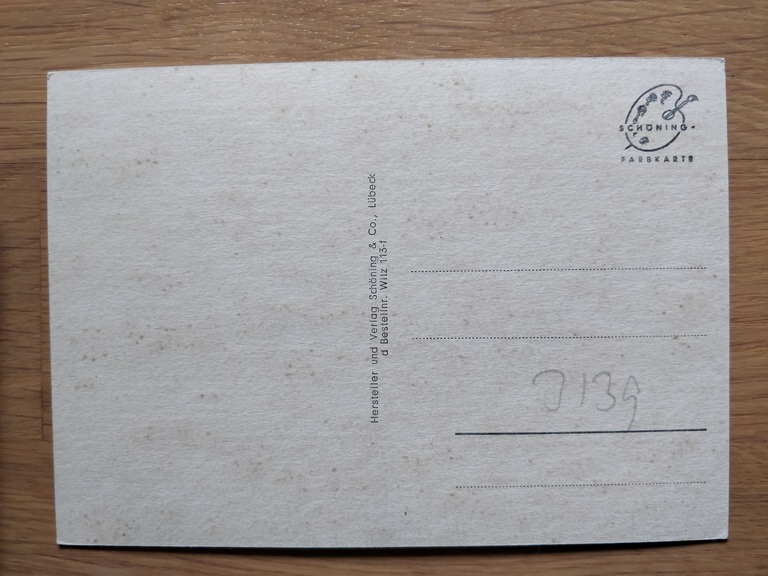 SCHÖNING-
FARBKARTE
Hersteller und Verlag Schöning & Co., Lübeck
d Bestellnr. Witz 113-f
J139